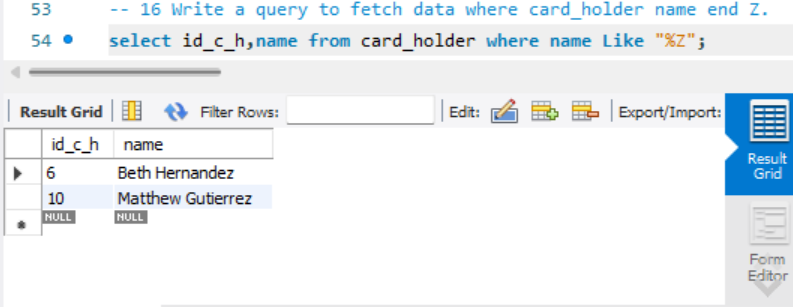 53 -- 16 Write a query to fetch data where card_holder name end Z.
54 select id_c_h,name from card_holder where name Like "%Z";
Result Grid Filter Rows: Edit: Export/Import:
id_c_h name
6 Beth Hernandez
10 Matthew Gutierrez
NULL NULL
Result
Grid
Form
Editor